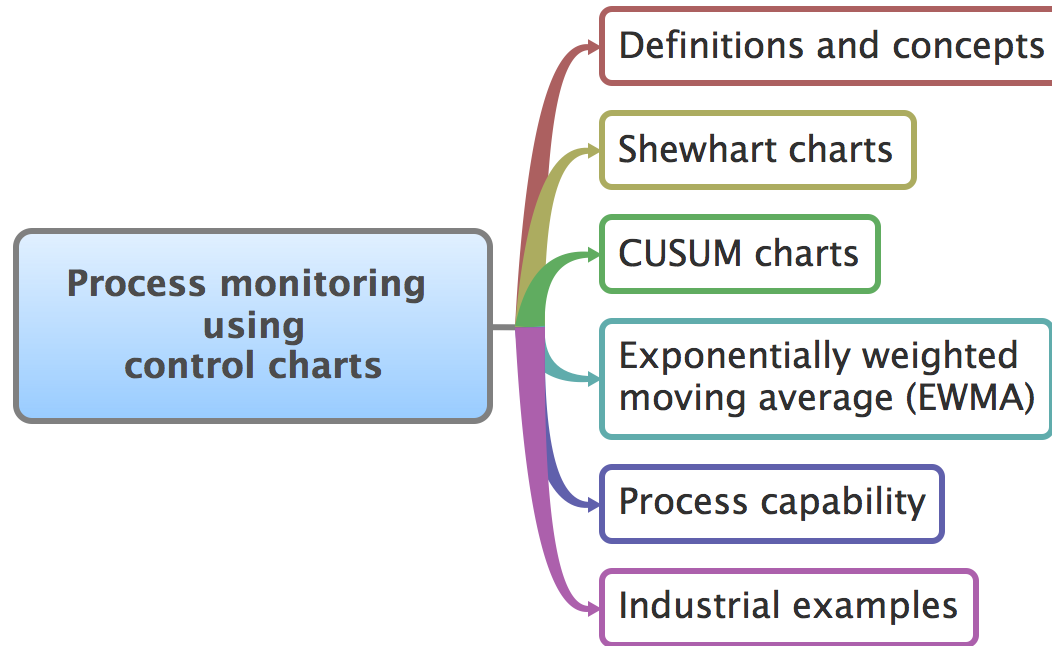 Process monitoring
using
control charts
Definitions and concepts
Shewhart charts
CUSUM charts
Exponentially weighted
moving average (EWMA)
Process capability
Industrial examples